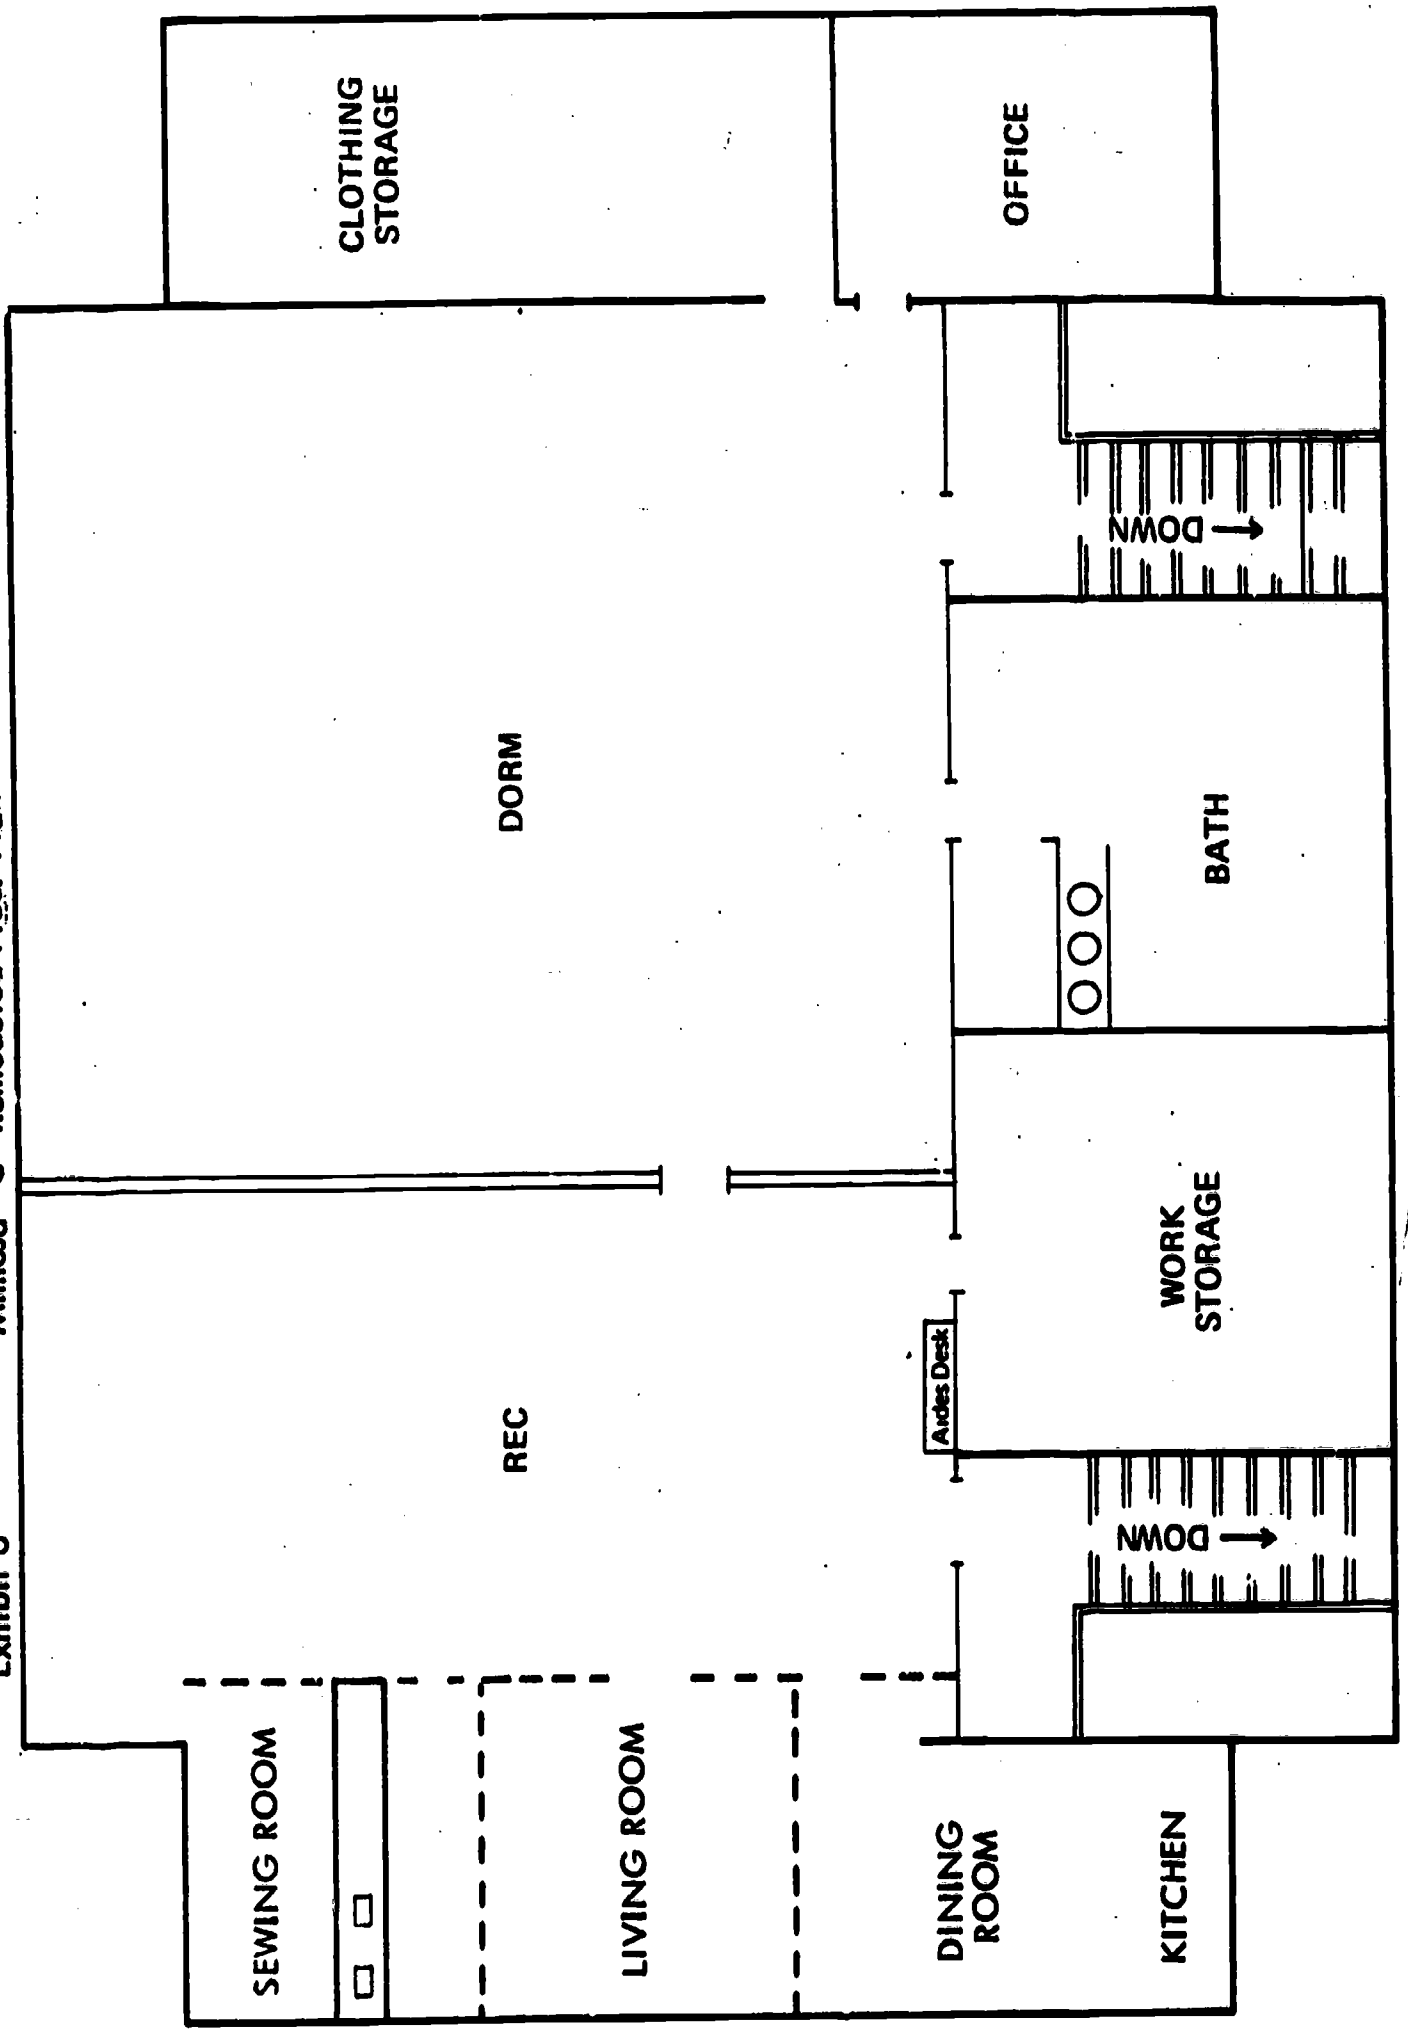 CLOTHING
STORAGE
OFFICE
DORM
DOWN
BATH
REC
Aides Desk
WORK
STORAGE
DOWN
SEWING ROOM
LIVING ROOM
DINING
ROOM
KITCHEN